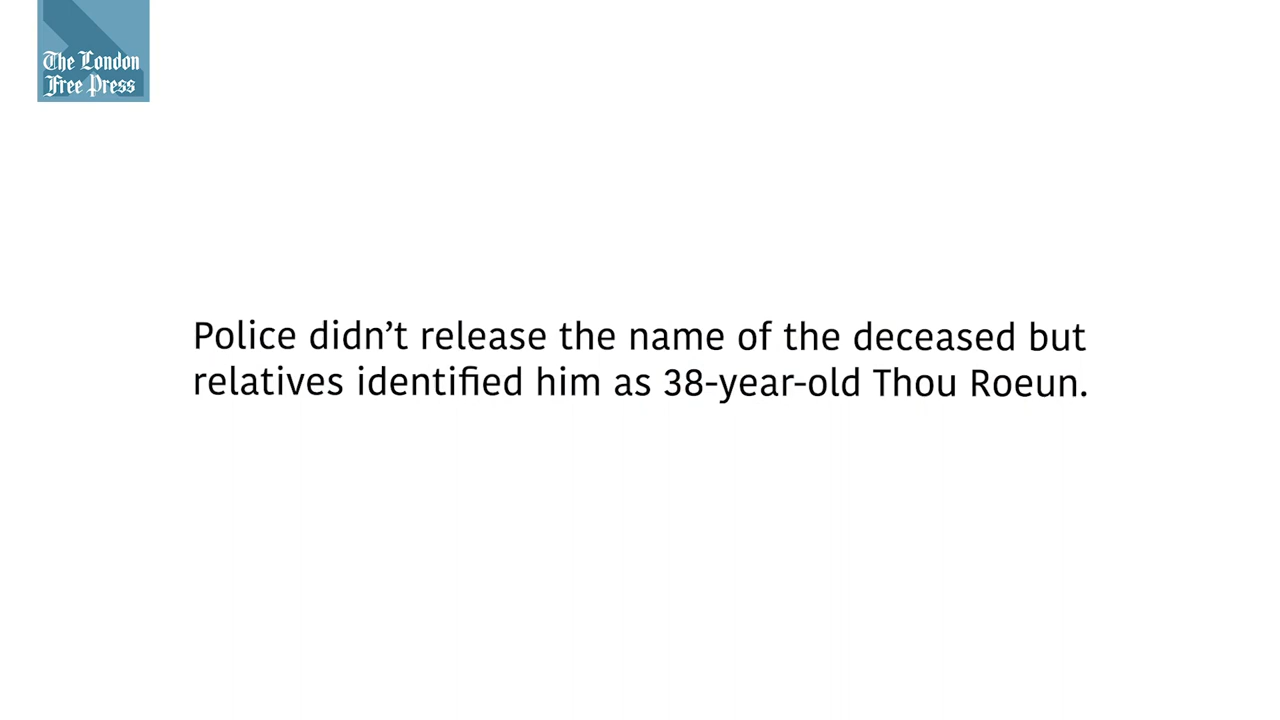 The London
Free Press
Police didn’t release the name of the deceased but
relatives identified him as 38-year-old Thou Roeun.